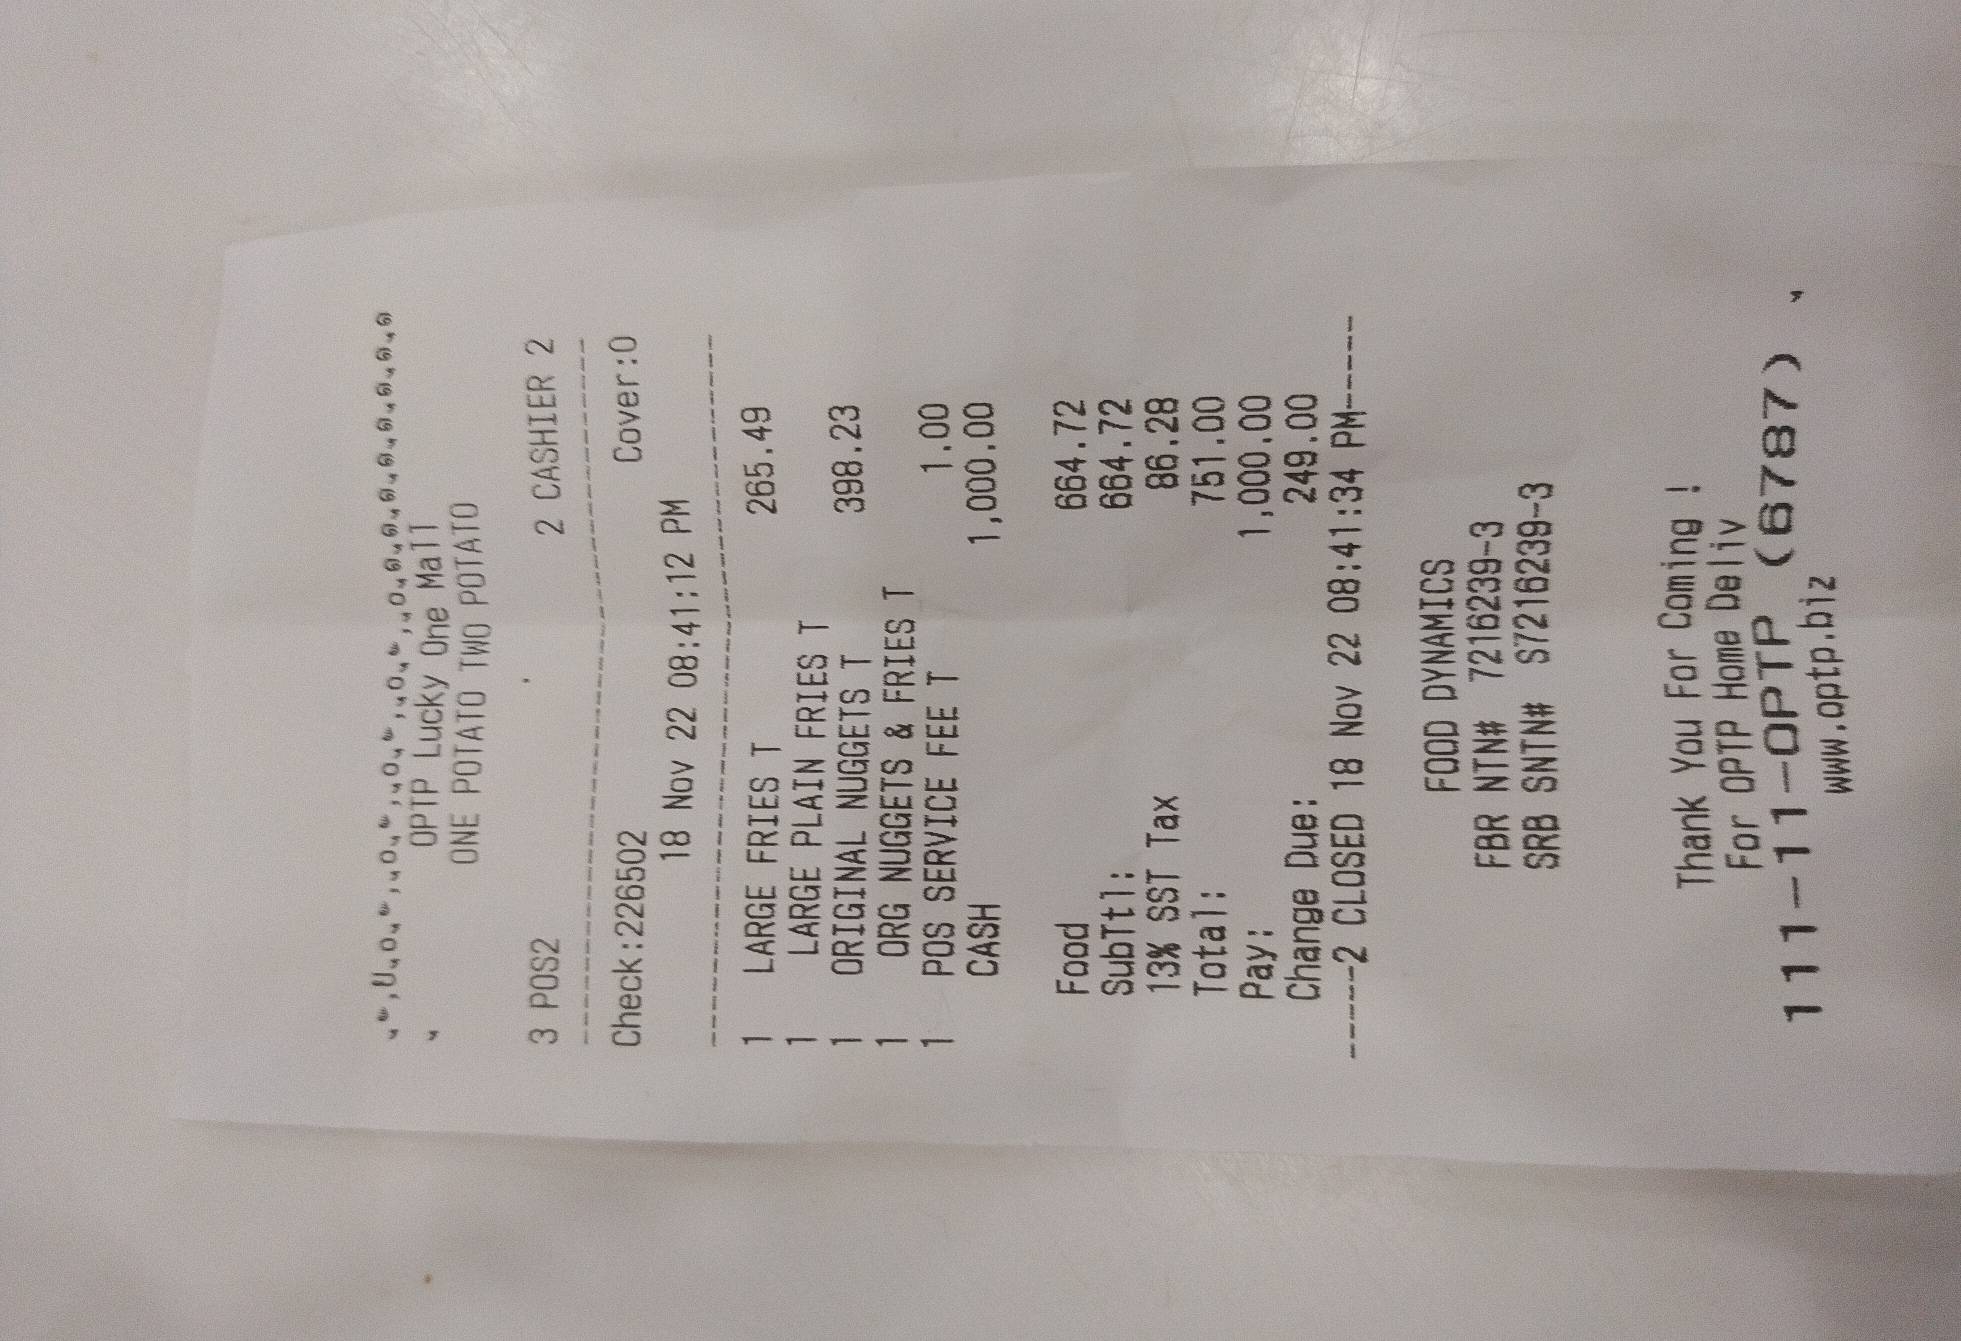 OPTP Lucky One Mall
ONE POTATO TWO POTATO
3 POS2 2 CASHIER 2
Check:226502 Cover:0
18 Nov 22 08:41:12 PM
1 LARGE FRIES T 265.49
1 LARGE PLAIN FRIES T
1 ORIGINAL NUGGETS T 398.23
1 ORG NUGGETS & FRIES T
1 POS SERVICE FEE T 1.00
CASH 1,000.00
Food 664.72
SubTtl: 664.72
13% SST Tax 86.28
Total: 751.00
Pay: 1,000.00
Change Due: 249.00
-----2 CLOSED 18 Nov 22 08:41:34 PM-----
FOOD DYNAMICS
FBR NTN# 7216239-3
SRB SNTN# S7216239-3
Thank You For Coming !
For OPTP Home Deliv
111-11-OPTP (6787)
www.optp.biz